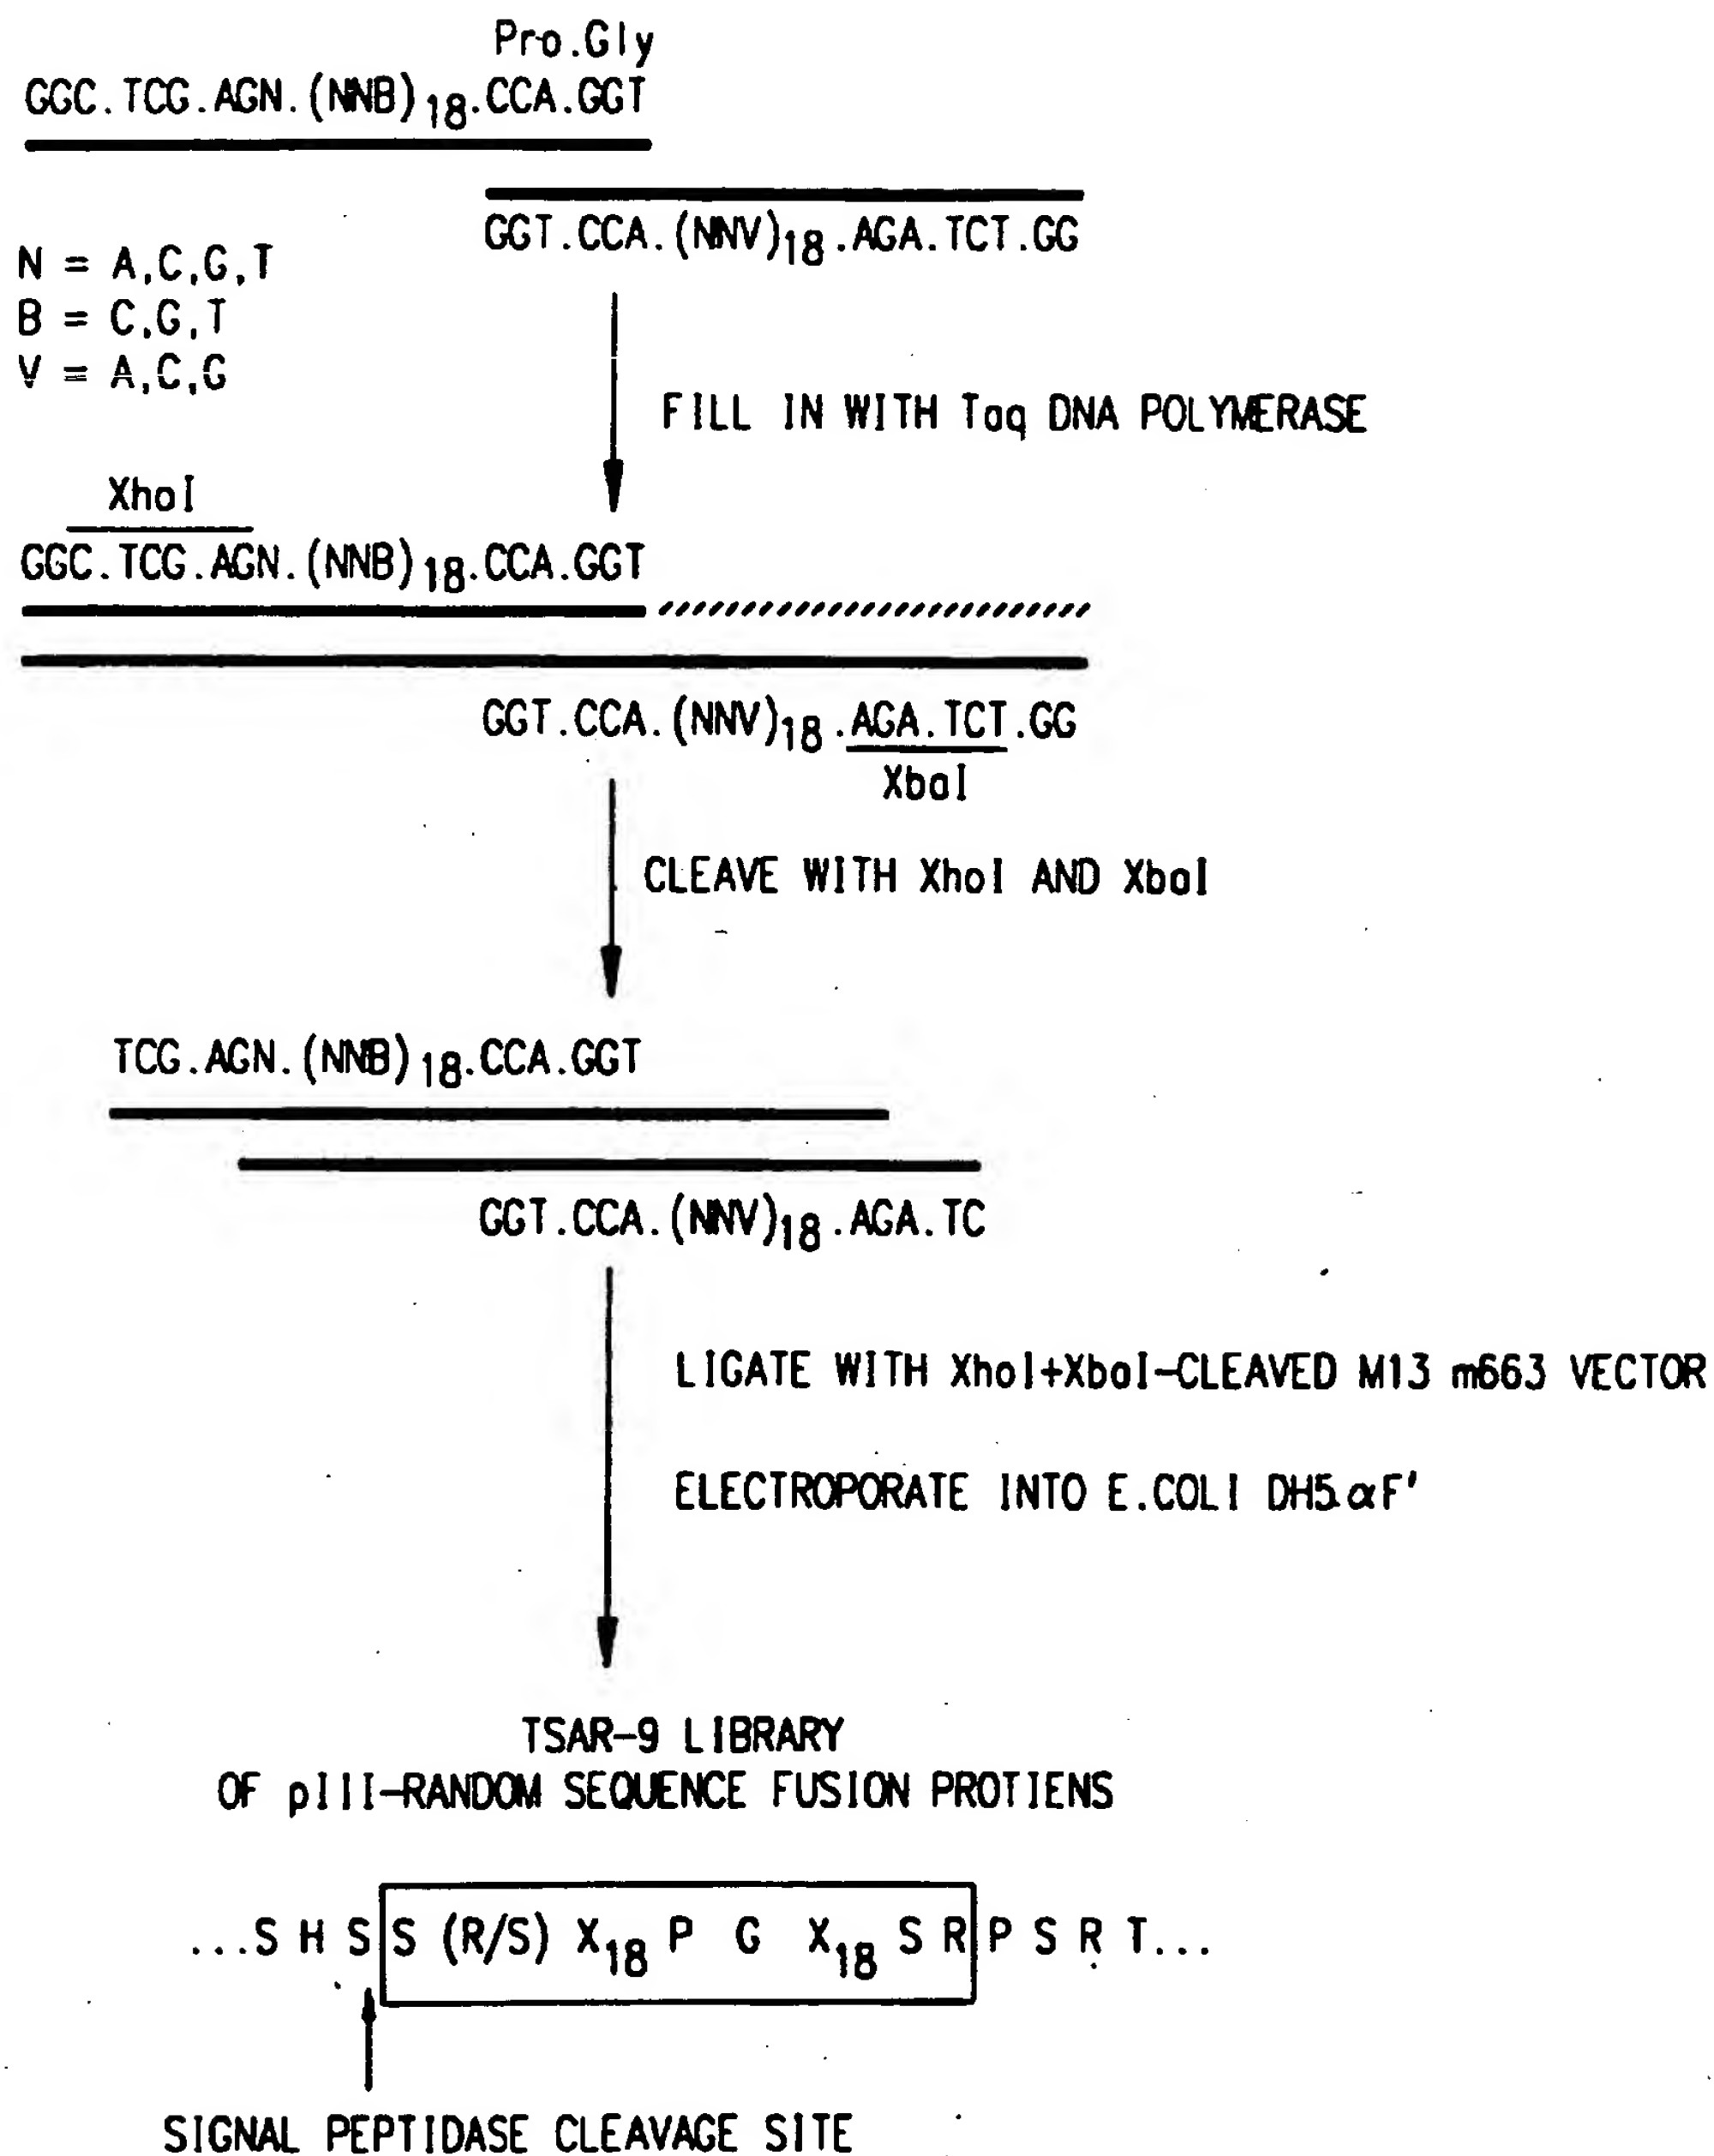 Pro.Gly
GGC.TCG.AGN.(NNB)18.CCA.GGT
GGT.CCA.(NNV)18.AGA.TCT.GG
N = A,C,G,T
B = C,G,T
V = A,C,G
FILL IN WITH Taq DNA POLYMERASE
XhoI
GGC.TCG.AGN.(NNB)18.CCA.GGT
GGT.CCA.(NNV)18.AGA.TCT.GG
XbaI
CLEAVE WITH XhoI AND XbaI
TCG.AGN.(NNB)18.CCA.GGT
GGT.CCA.(NNV)18.AGA.TC
LIGATE WITH XhoI+XbaI-CLEAVED M13 m663 VECTOR
ELECTROPORATE INTO E.COLI DH5αF'
TSAR-9 LIBRARY
OF pIII-RANDOM SEQUENCE FUSION PROTIENS
...S H S S (R/S) X18 P G X18 S R P S R T...
SIGNAL PEPTIDASE CLEAVAGE SITE